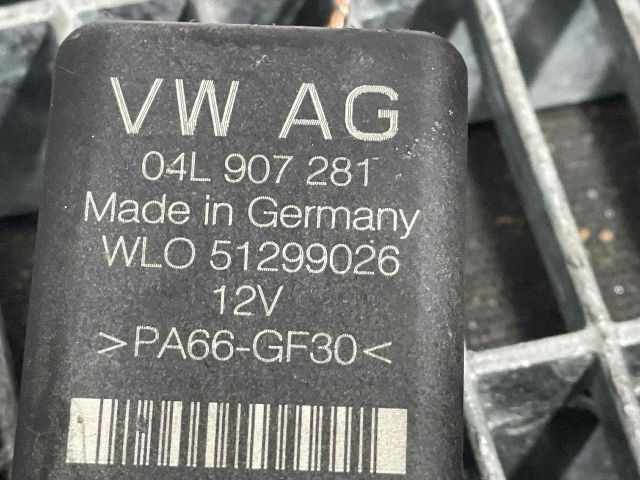 VW AG
04L 907 281
Made in Germany
WLO 51299026
12V
>PA66-GF30<